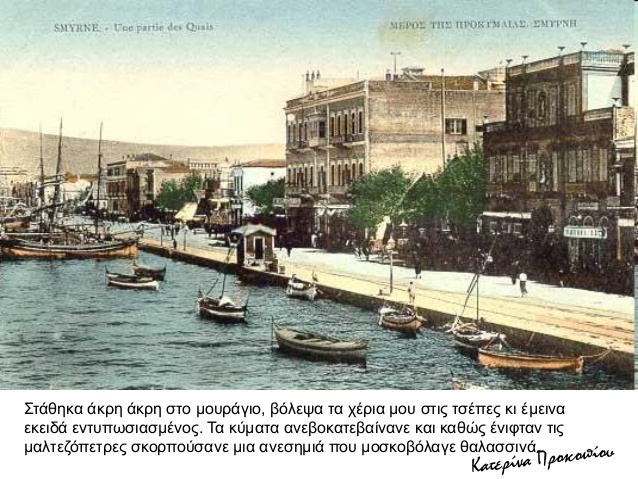 SMYRNE. - Une partie des Quais
ΜΕΡΟΣ ΤΗΣ ΠΡΟΚΥΜΑΙΑΣ. ΣΜΥΡΝΗ
Στάθηκα άκρη άκρη στο μουράγιο, βόλεψα τα χέρια μου στις τσέπες κι έμεινα
εκειδά εντυπωσιασμένος. Τα κύματα ανεβοκατεβαίνανε και καθώς ένιφταν τις
μαλτεζόπετρες σκορπούσανε μια ανεσημιά που μοσκοβόλαγε θαλασσινά.
Κατερίνα Προκοπίου